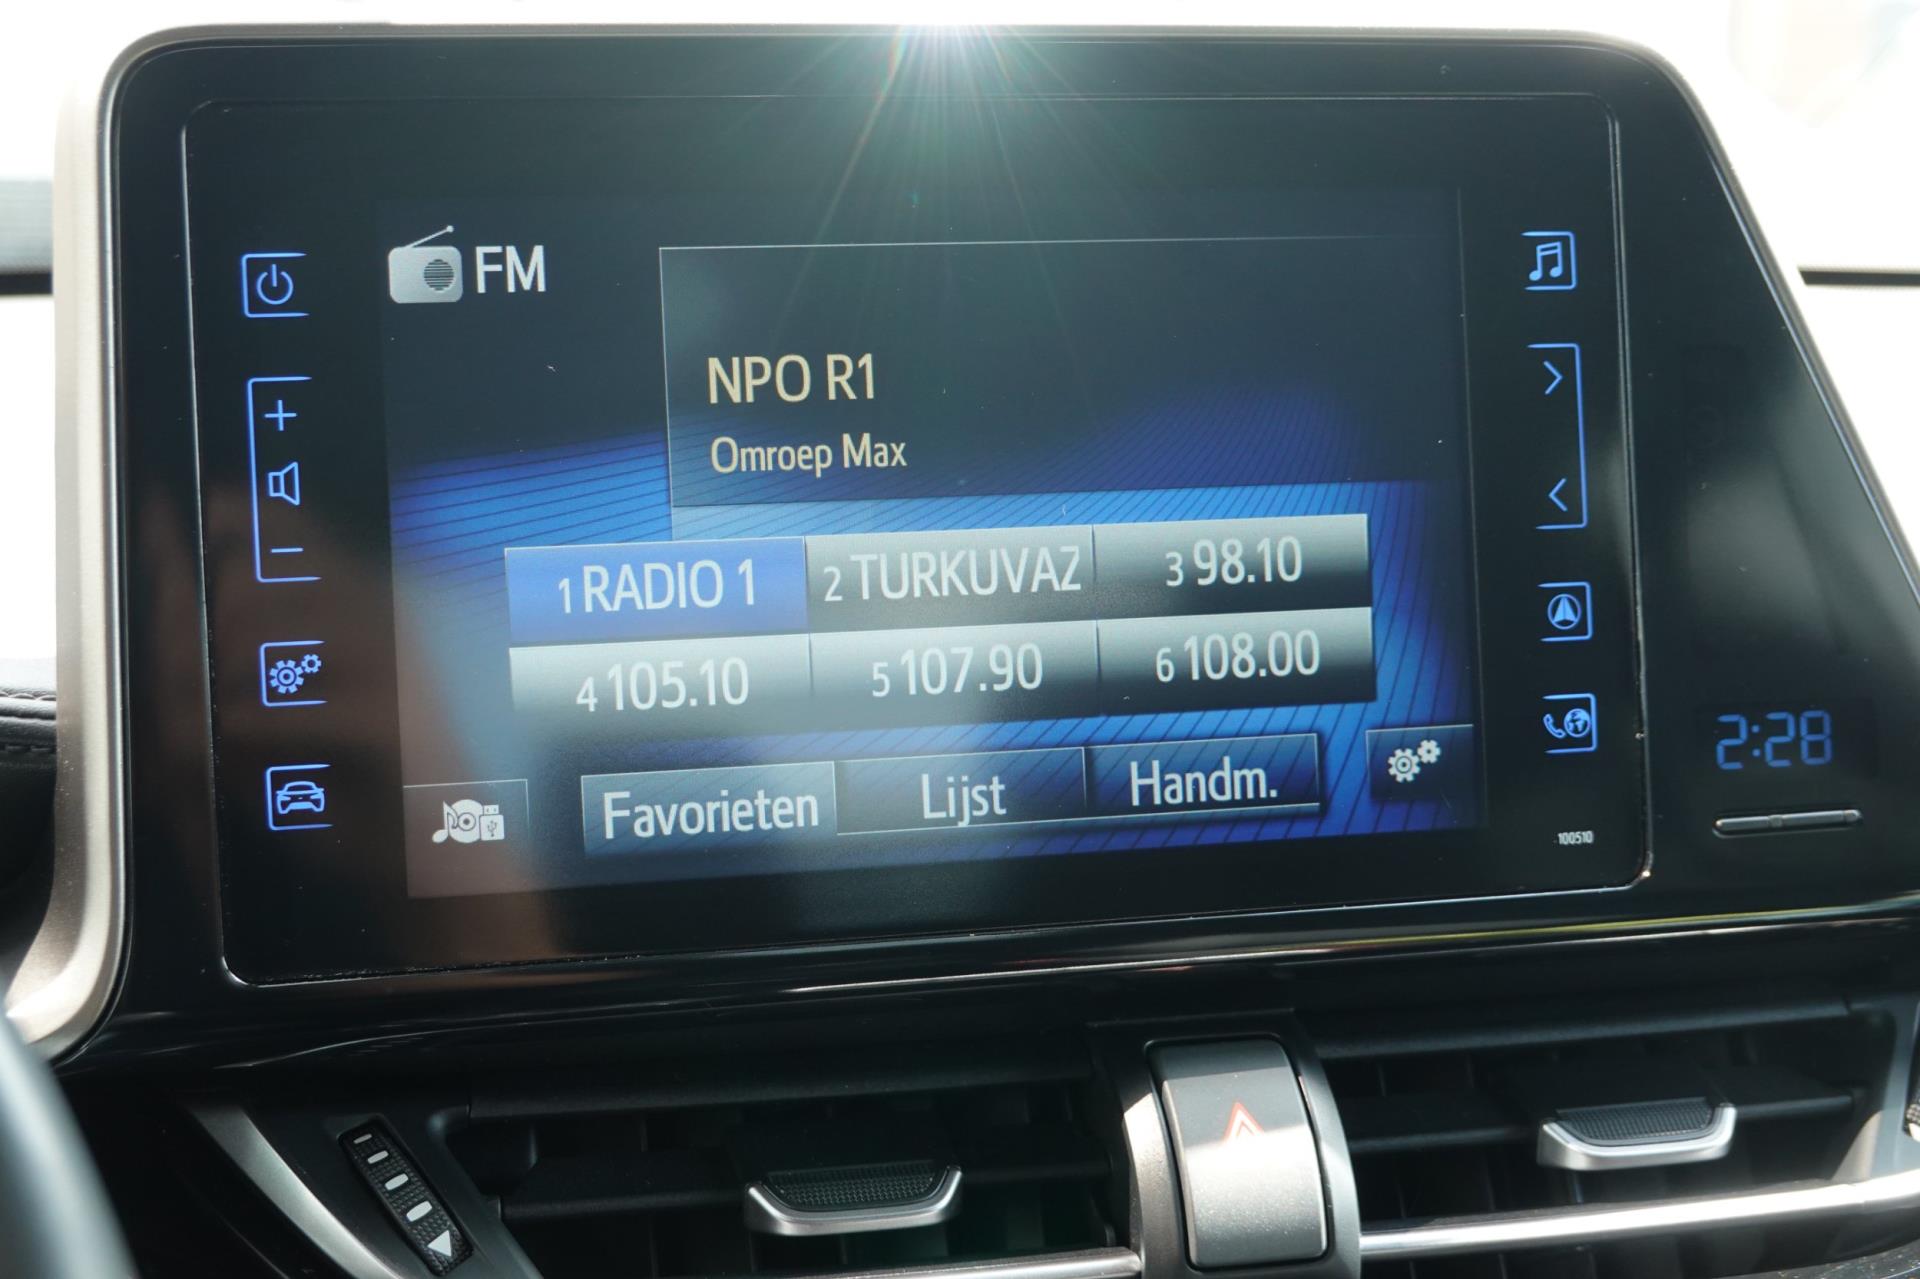 FM
NPO R1
Omroep Max
1 RADIO 1 2 TURKUVAZ 3 98.10
4 105.10 5 107.90 6 108.00
2:28
Favorieten Lijst Handm.
100510